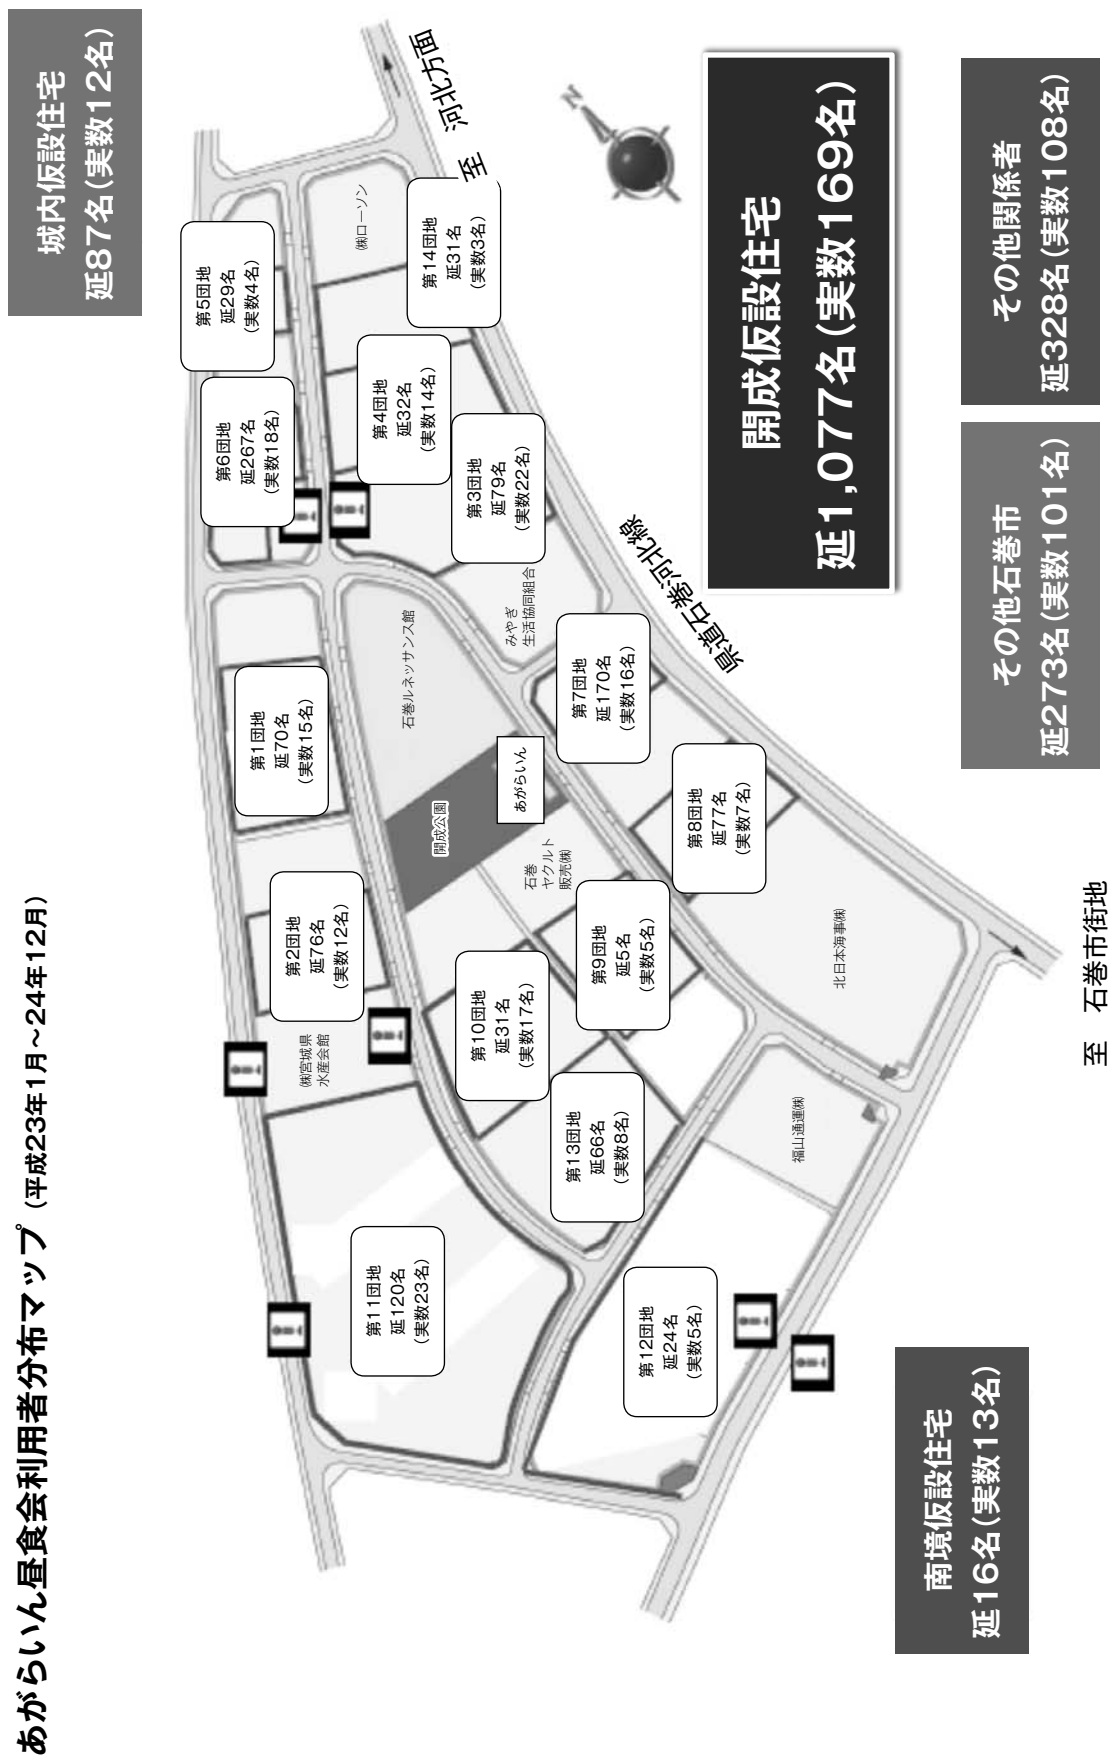 あがらいん昼食会利用者分布マップ（平成23年1月～24年12月）
城内仮設住宅
延87名（実数12名）
至　河北方面
N
第5団地
延29名
（実数4名）
第6団地
延267名
（実数18名）
㈱ローソン
第14団地
延31名
（実数3名）
第4団地
延32名
（実数14名）
第3団地
延79名
（実数22名）
みやぎ
生活協同組合
石巻ルネッサンス館
第1団地
延70名
（実数15名）
開成公園
あがらいん
第7団地
延170名
（実数16名）
県道石巻河北線
第8団地
延77名
（実数7名）
石巻
ヤクルト
販売㈱
第2団地
延76名
（実数12名）
㈱宮城県
水産会館
第9団地
延5名
（実数5名）
第10団地
延31名
（実数17名）
第13団地
延66名
（実数8名）
北日本海事㈱
福山通運㈱
第11団地
延120名
（実数23名）
第12団地
延24名
（実数5名）
開成仮設住宅
延1,077名（実数169名）
その他関係者
延328名（実数108名）
その他石巻市
延273名（実数101名）
南境仮設住宅
延16名（実数13名）
至　石巻市街地